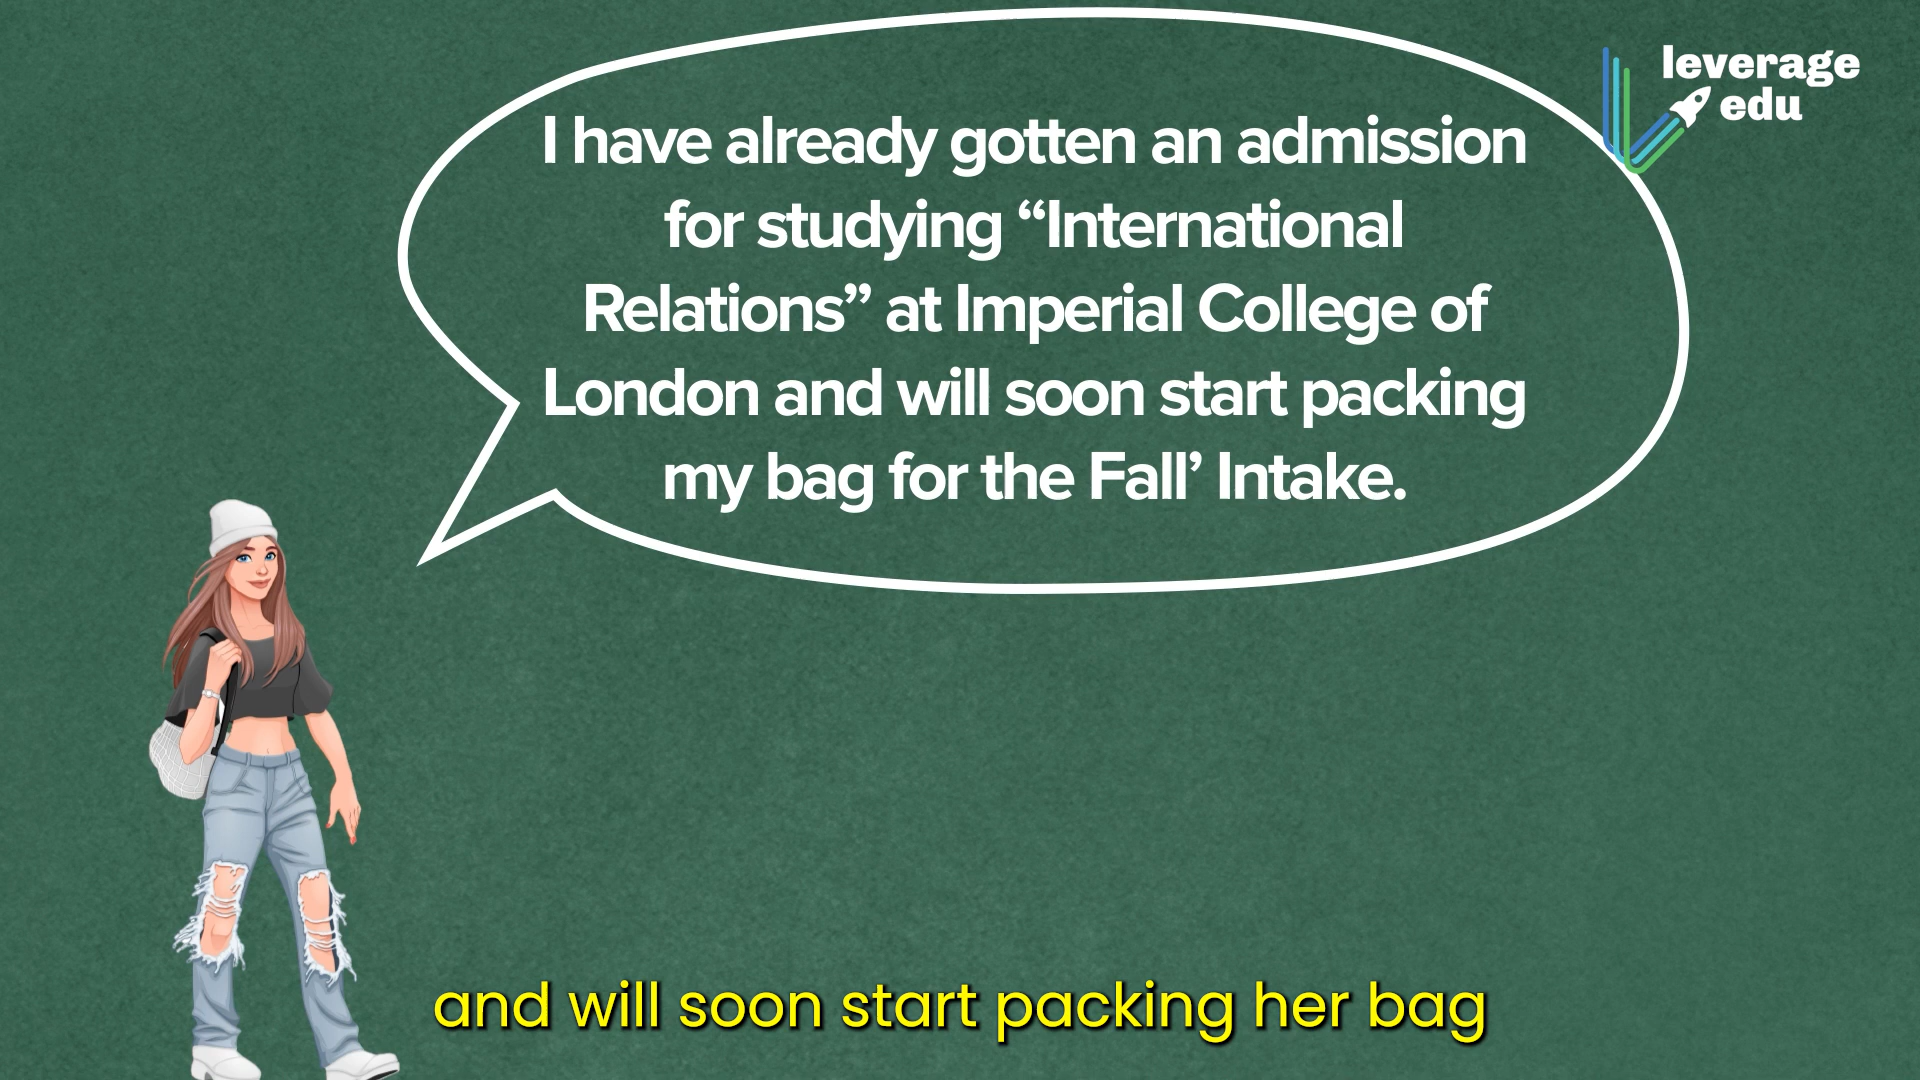 leverage
edu
I have already gotten an admission
for studying “International
Relations” at Imperial College of
London and will soon start packing
my bag for the Fall’ Intake.
and will soon start packing her bag